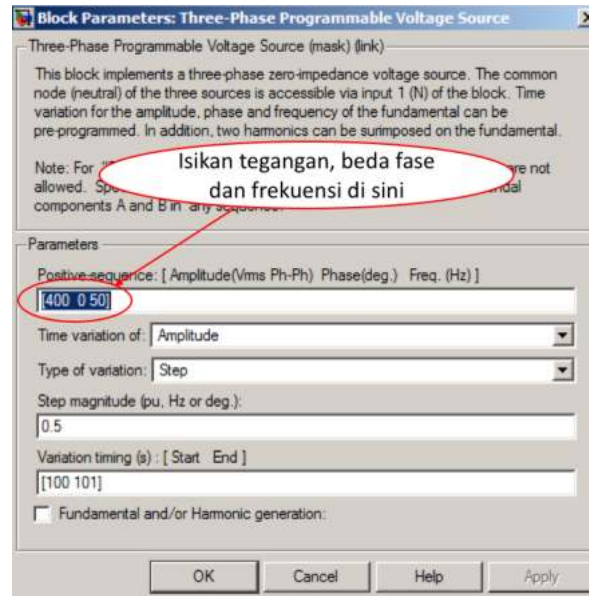 Block Parameters: Three-Phase Programmable Voltage Source
Three-Phase Programmable Voltage Source (mask) (link)
This block implements a three-phase zero-impedance voltage source. The common
node (neutral) of the three sources is accessible via input 1 (N) of the block. Time
variation for the amplitude, phase and frequency of the fundamental can be
pre-programmed. In addition, two harmonics can be surimposed on the fundamental.
Note: For
are not
allowed.
components A and B in any
Isikan tegangan, beda fase
dan frekuensi di sini
Parameters
Positive-sequence: [ Amplitude(Vrms Ph-Ph) Phase(deg.) Freq. (Hz) ]
[400 0 50]
Time variation of: Amplitude
Type of variation: Step
Step magnitude (pu, Hz or deg.):
0.5
Variation timing (s) : [ Start End ]
[100 101]
Fundamental and/or Harmonic generation:
OK Cancel Help Apply